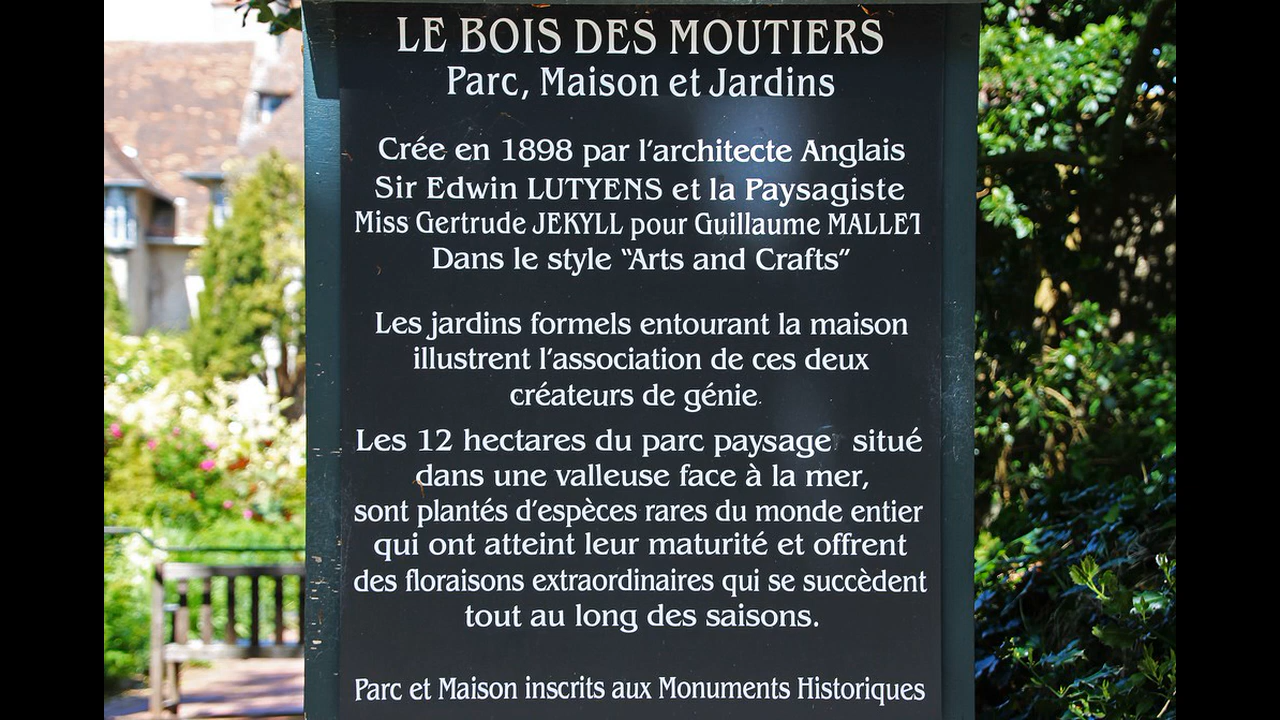 LE BOIS DES MOUTIERS
Parc, Maison et Jardins
Crée en 1898 par l'architecte Anglais
Sir Edwin LUTYENS et la Paysagiste
Miss Gertrude JEKYLL pour Guillaume MALLET
Dans le style "Arts and Crafts"
Les jardins formels entourant la maison
illustrent l'association de ces deux
créateurs de génie.
Les 12 hectares du parc paysage situé
dans une valleuse face à la mer,
sont plantés d'espèces rares du monde entier
qui ont atteint leur maturité et offrent
des floraisons extraordinaires qui se succèdent
tout au long des saisons.
Parc et Maison inscrits aux Monuments Historiques